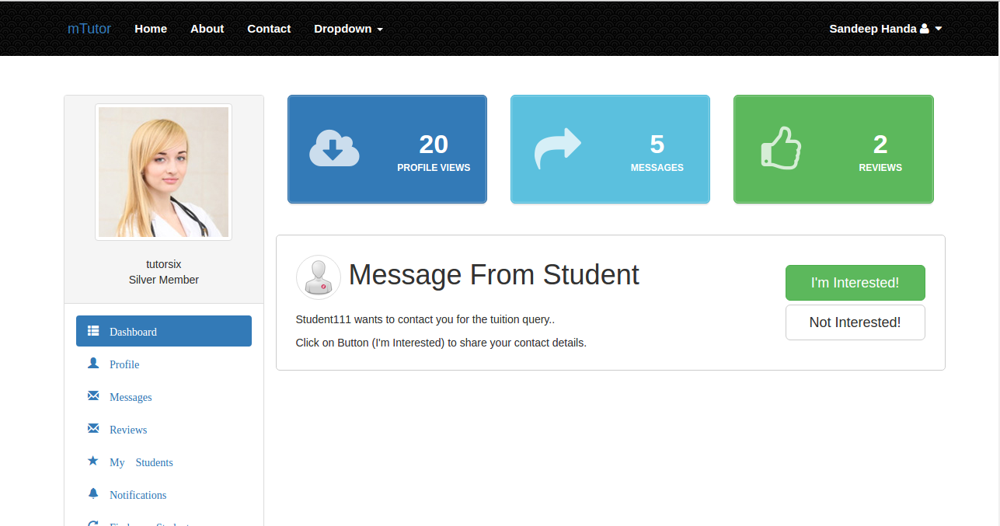 mTutor Home About Contact Dropdown Sandeep Handa
20
PROFILE VIEWS
5
MESSAGES
2
REVIEWS
tutorsix
Silver Member
Dashboard
Profile
Messages
Reviews
My Students
Notifications
Message From Student
Student111 wants to contact you for the tuition query..
Click on Button (I'm Interested) to share your contact details.
I'm Interested!
Not Interested!